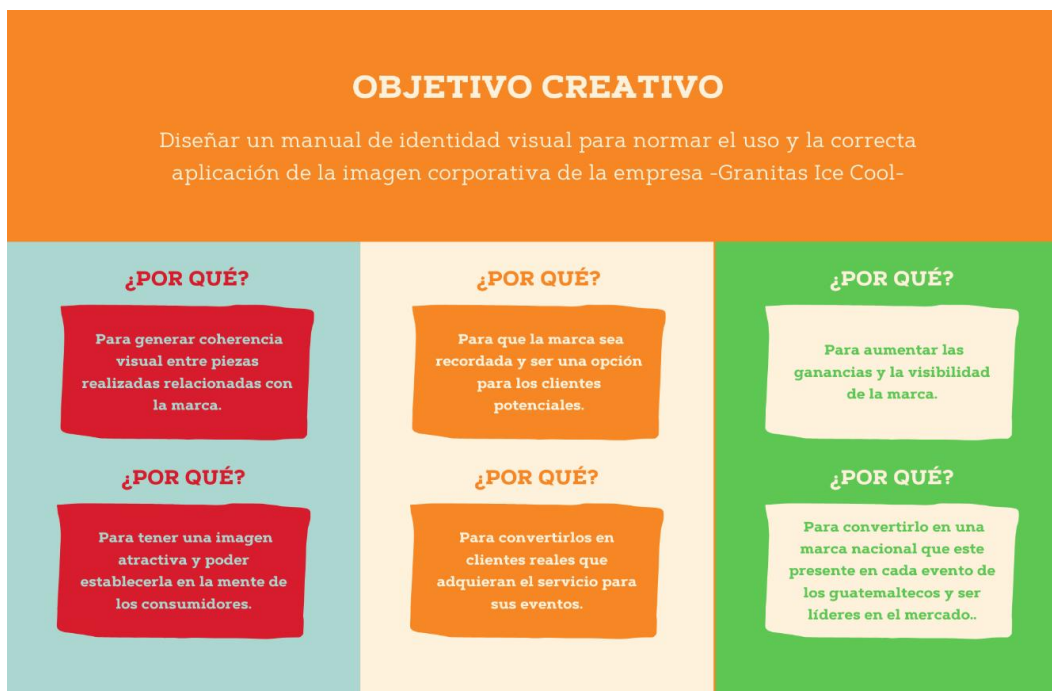 OBJETIVO CREATIVO
Diseñar un manual de identidad visual para normar el uso y la correcta
aplicación de la imagen corporativa de la empresa -Granitas Ice Cool-
¿POR QUÉ?
Para generar coherencia
visual entre piezas
realizadas relacionadas con
la marca.
¿POR QUÉ?
Para tener una imagen
atractiva y poder
establecerla en la mente de
los consumidores.
¿POR QUÉ?
Para que la marca sea
recordada y ser una opción
para los clientes
potenciales.
¿POR QUÉ?
Para convertirlos en
clientes reales que
adquieran el servicio para
sus eventos.
¿POR QUÉ?
Para aumentar las
ganancias y la visibilidad
de la marca.
¿POR QUÉ?
Para convertirlo en una
marca nacional que este
presente en cada evento de
los guatemaltecos y ser
líderes en el mercado..